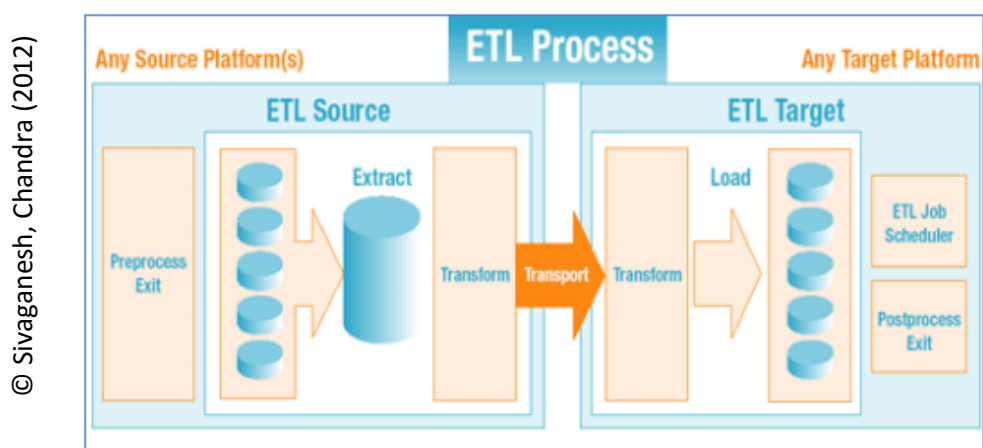 © Sivaganesh, Chandra (2012)
ETL Process
Any Source Platform(s)
Any Target Platform
ETL Source
ETL Target
Preprocess
Exit
Extract
Transform
Transport
Transform
Load
ETL Job
Scheduler
Postprocess
Exit